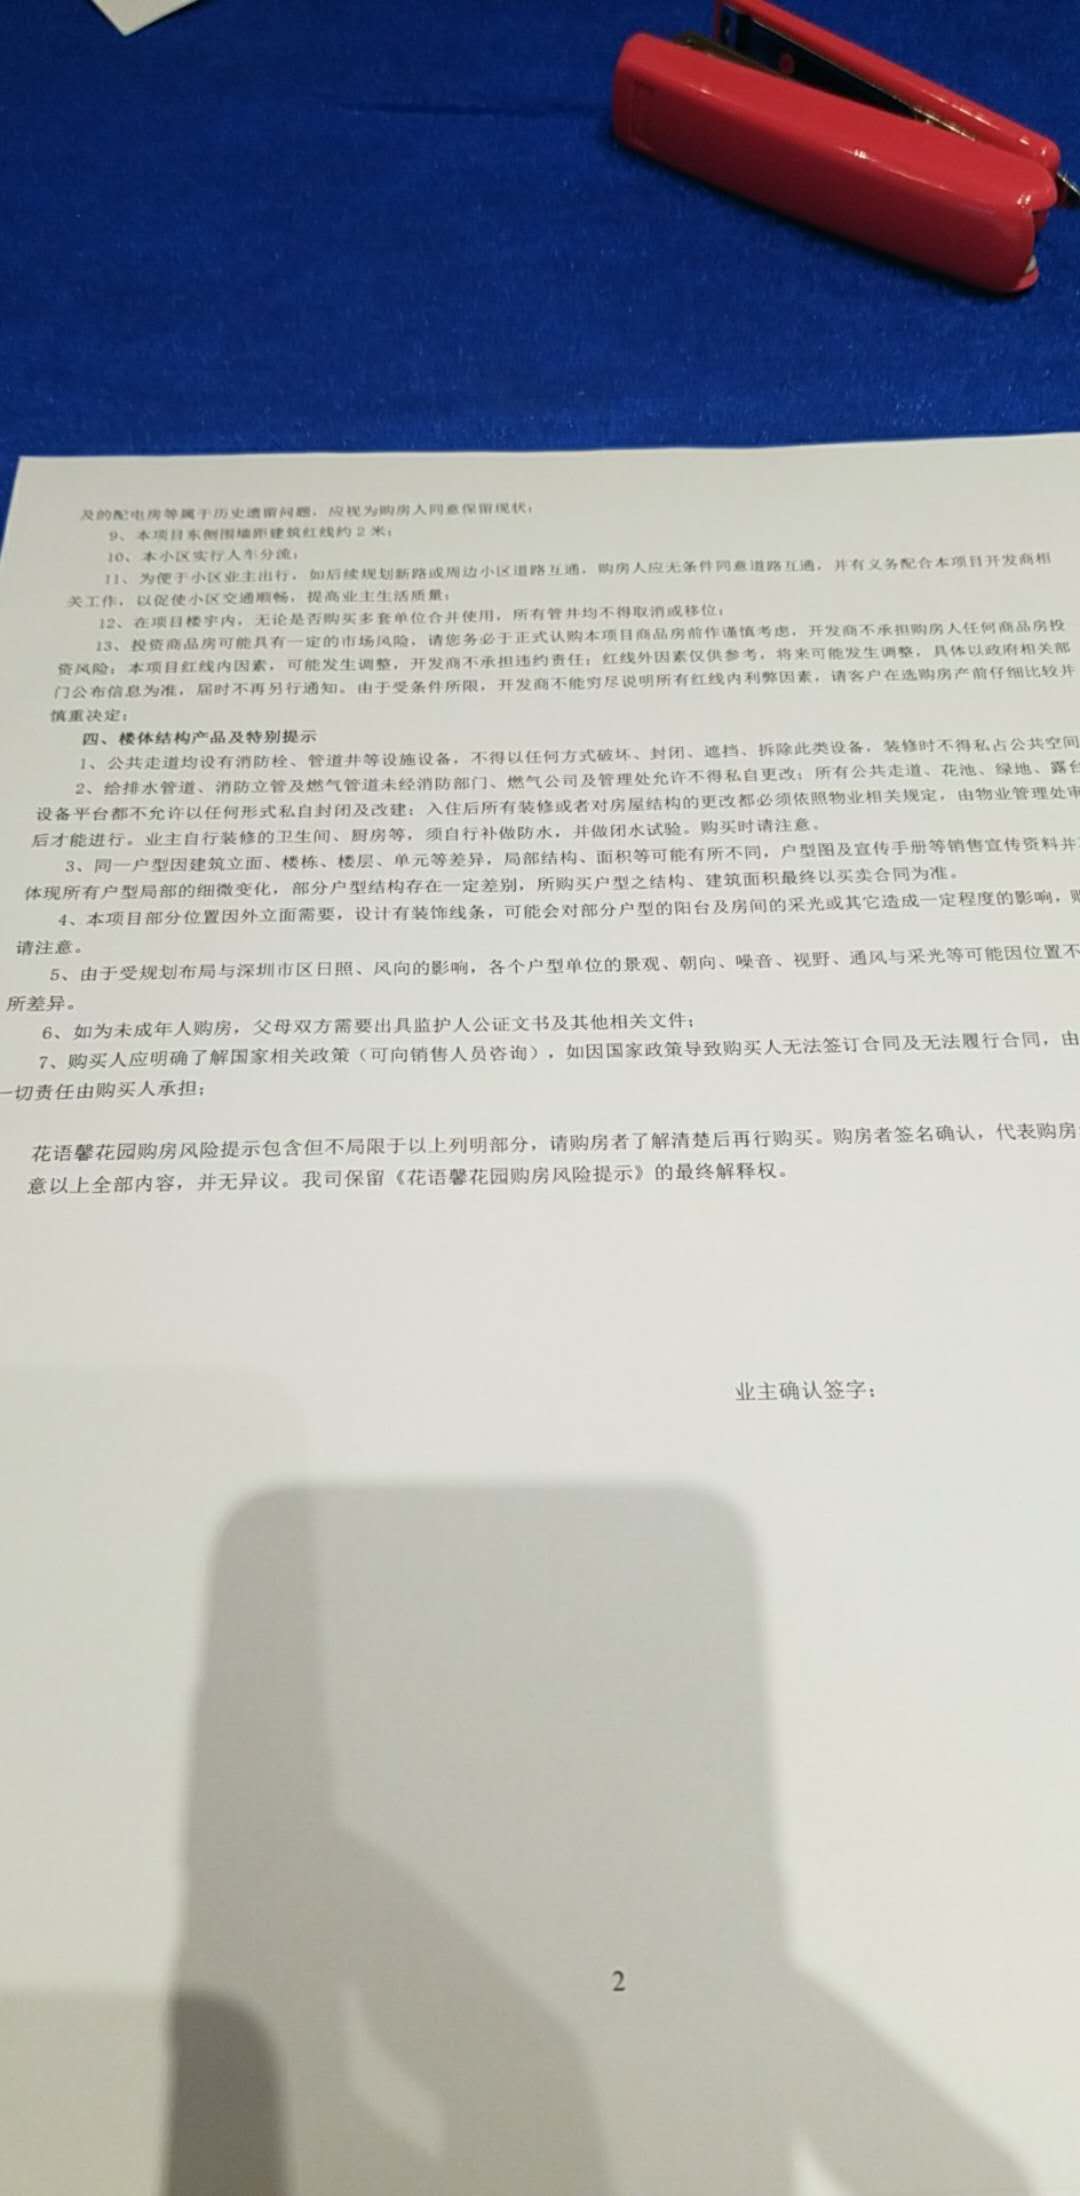 及的配电房等属于历史遗留问题，应视为购房人同意保留现状；
9、本项目东侧围墙距建筑红线约 2 米；
10、本小区实行人车分流；
11、为便于小区业主出行，如后续规划新路或周边小区道路互通，购房人应无条件同意道路互通，并有义务配合本项目开发商相
关工作，以促使小区交通顺畅，提高业主生活质量；
12、在项目楼宇内，无论是否购买多套单位合并使用，所有管井均不得取消或移位；
13、投资商品房可能具有一定的市场风险，请您务必于正式认购本项目商品房前作谨慎考虑，开发商不承担购房人任何商品房投
资风险；本项目红线内因素，可能发生调整，开发商不承担违约责任；红线外因素仅供参考，将来可能发生调整，具体以政府相关部
门公布信息为准，届时不再另行通知。由于受条件所限，开发商不能穷尽说明所有红线内利弊因素，请客户在选购房产前仔细比较并
慎重决定；
四、楼体结构产品及特别提示
1、公共走道均设有消防栓、管道井等设施设备，不得以任何方式破坏、封闭、遮挡、拆除此类设备，装修时不得私占公共空间
2、给排水管道、消防立管及燃气管道未经消防部门、燃气公司及管理处允许不得私自更改；所有公共走道、花池、绿地、露台
设备平台都不允许以任何形式私自封闭及改建；入住后所有装修或者对房屋结构的更改都必须依照物业相关规定，由物业管理处审
后才能进行。业主自行装修的卫生间、厨房等，须自行补做防水，并做闭水试验。购买时请注意。
3、同一户型因建筑立面、楼栋、楼层、单元等差异，局部结构、面积等可能有所不同，户型图及宣传手册等销售宣传资料并
体现所有户型局部的细微变化，部分户型结构存在一定差别，所购买户型之结构、建筑面积最终以买卖合同为准。
4、本项目部分位置因外立面需要，设计有装饰线条，可能会对部分户型的阳台及房间的采光或其它造成一定程度的影响，
请注意。
5、由于受规划布局与深圳市区日照、风向的影响，各个户型单位的景观、朝向、噪音、视野、通风与采光等可能因位置不
所差异。
6、如为未成年人购房，父母双方需要出具监护人公证文书及其他相关文件；
7、购买人应明确了解国家相关政策（可向销售人员咨询），如因国家政策导致购买人无法签订合同及无法履行合同，由
一切责任由购买人承担；
花语馨花园购房风险提示包含但不局限于以上列明部分，请购房者了解清楚后再行购买。购房者签名确认，代表购房
意以上全部内容，并无异议。我司保留《花语馨花园购房风险提示》的最终解释权。
业主确认签字：
2